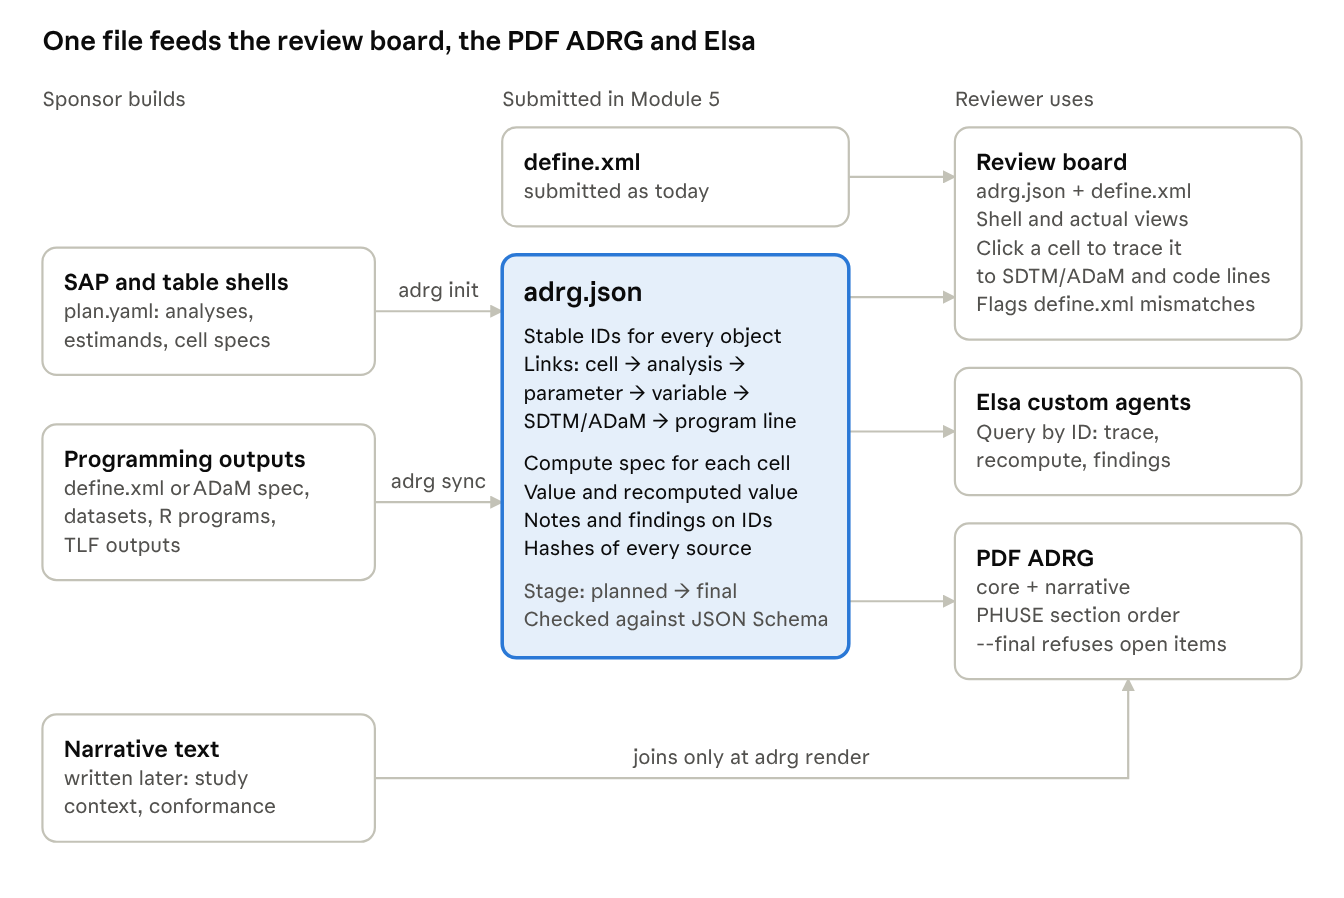 One file feeds the review board, the PDF ADRG and Elsa
Sponsor builds
Submitted in Module 5
Reviewer uses
define.xml
submitted as today
Review board
adrg.json + define.xml
Shell and actual views
Click a cell to trace it
to SDTM/ADaM and code lines
Flags define.xml mismatches
SAP and table shells
plan.yaml: analyses,
estimands, cell specs
adrg init
adrg.json
Stable IDs for every object
Links: cell → analysis →
parameter → variable →
SDTM/ADaM → program line
Compute spec for each cell
Value and recomputed value
Notes and findings on IDs
Hashes of every source
Stage: planned → final
Checked against JSON Schema
Elsa custom agents
Query by ID: trace,
recompute, findings
Programming outputs
define.xml or ADaM spec,
datasets, R programs,
TLF outputs
adrg sync
PDF ADRG
core + narrative
PHUSE section order
--final refuses open items
Narrative text
written later: study
context, conformance
joins only at adrg render